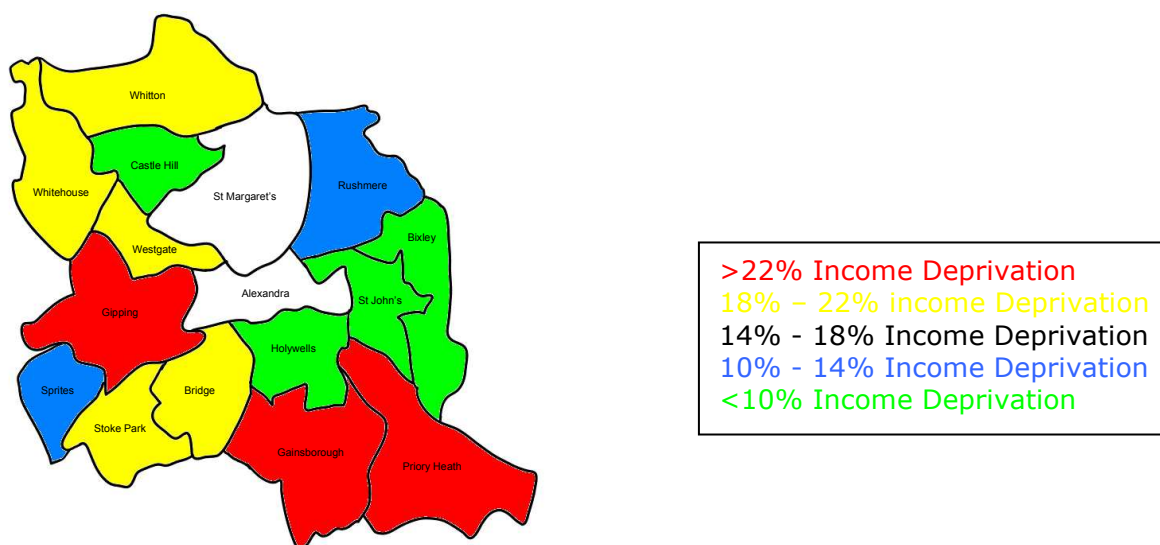 Whitton
Castle Hill
Whitehouse
St Margaret's
Rushmere
Westgate
Bixley
Alexandra
St John's
Gipping
Holywells
Sprites
Bridge
Stoke Park
Gainsborough
Priory Heath
>22% Income Deprivation
18% – 22% income Deprivation
14% - 18% Income Deprivation
10% - 14% Income Deprivation
<10% Income Deprivation